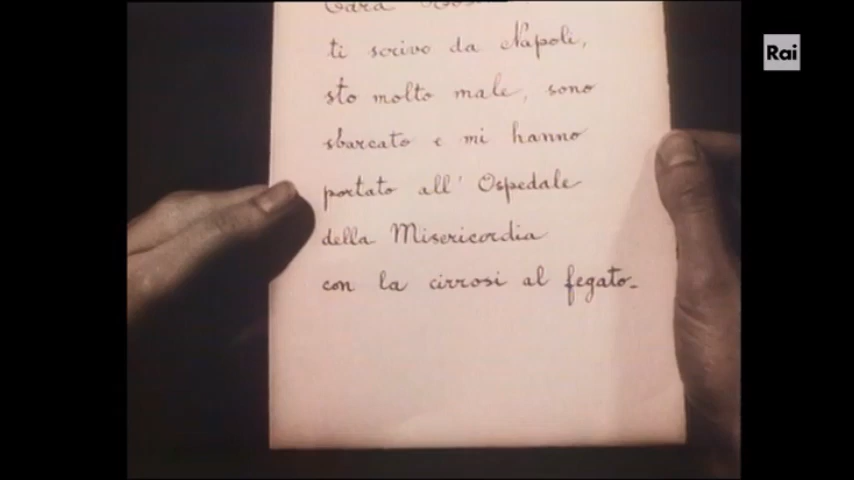 Cara
ti scrivo da Napoli,
sto molto male, sono
sbarcato e mi hanno
portato all' Ospedale
della Misericordia
con la cirrosi al fegato.
Rai